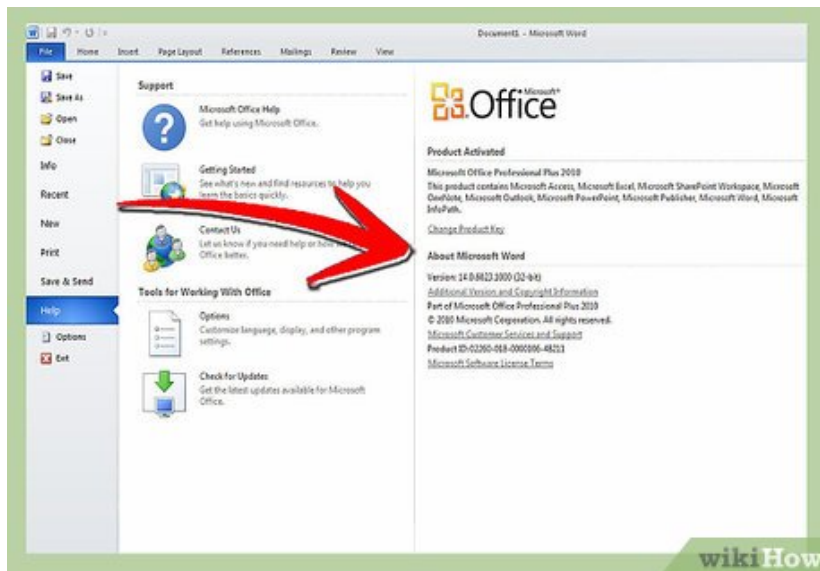 Document1 - Microsoft Word
File Home Insert Page Layout References Mailings Review View
Save
Save As
Open
Close
Info
Recent
New
Print
Save & Send
Help
Options
Exit
Support
Microsoft Office Help
Get help using Microsoft Office.
Getting Started
See what's new and find resources to help you
learn the basics quickly.
Contact Us
Let us know if you need help or how
Office better.
Tools for Working With Office
Options
Customize language, display, and other program
settings.
Check for Updates
Get the latest updates available for Microsoft
Office.
Microsoft®
Office
Product Activated
Microsoft Office Professional Plus 2010
This product contains Microsoft Access, Microsoft Excel, Microsoft SharePoint Workspace, Microsoft
OneNote, Microsoft Outlook, Microsoft PowerPoint, Microsoft Publisher, Microsoft Word, Microsoft
InfoPath.
Change Product Key
About Microsoft Word
Version: 14.0.6023.1000 (32-bit)
Additional Version and Copyright Information
Part of Microsoft Office Professional Plus 2010
© 2010 Microsoft Corporation. All rights reserved.
Microsoft Customer Services and Support
Product ID: 02260-018-0000106-48211
Microsoft Software License Terms
wikiHow